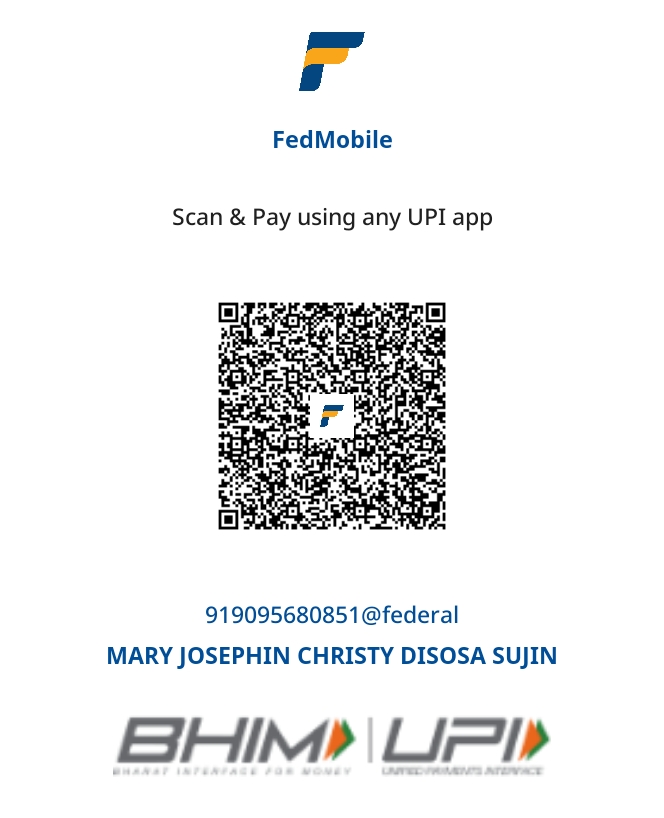 FedMobile
Scan & Pay using any UPI app
919095680851@federal
MARY JOSEPHIN CHRISTY DISOSA SUJIN
BHIM | UPI
BHARAT INTERFACE FOR MONEY UNIFIED PAYMENTS INTERFACE